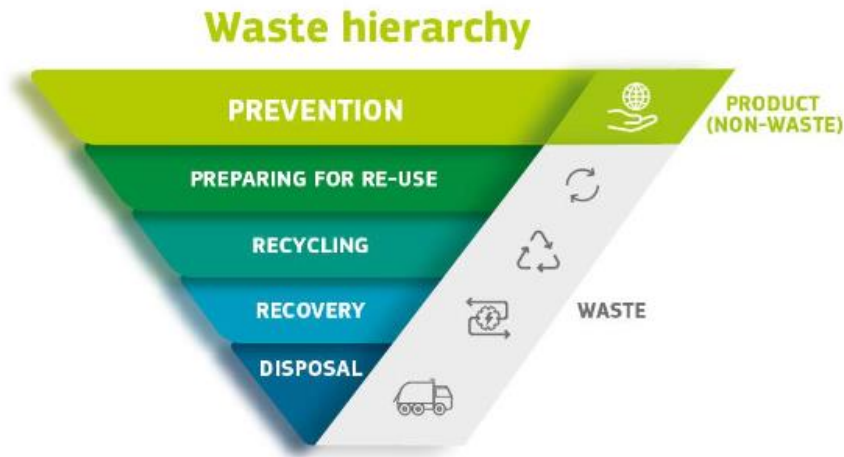 Waste hierarchy
PREVENTION
PRODUCT
(NON-WASTE)
PREPARING FOR RE-USE
RECYCLING
RECOVERY
WASTE
DISPOSAL